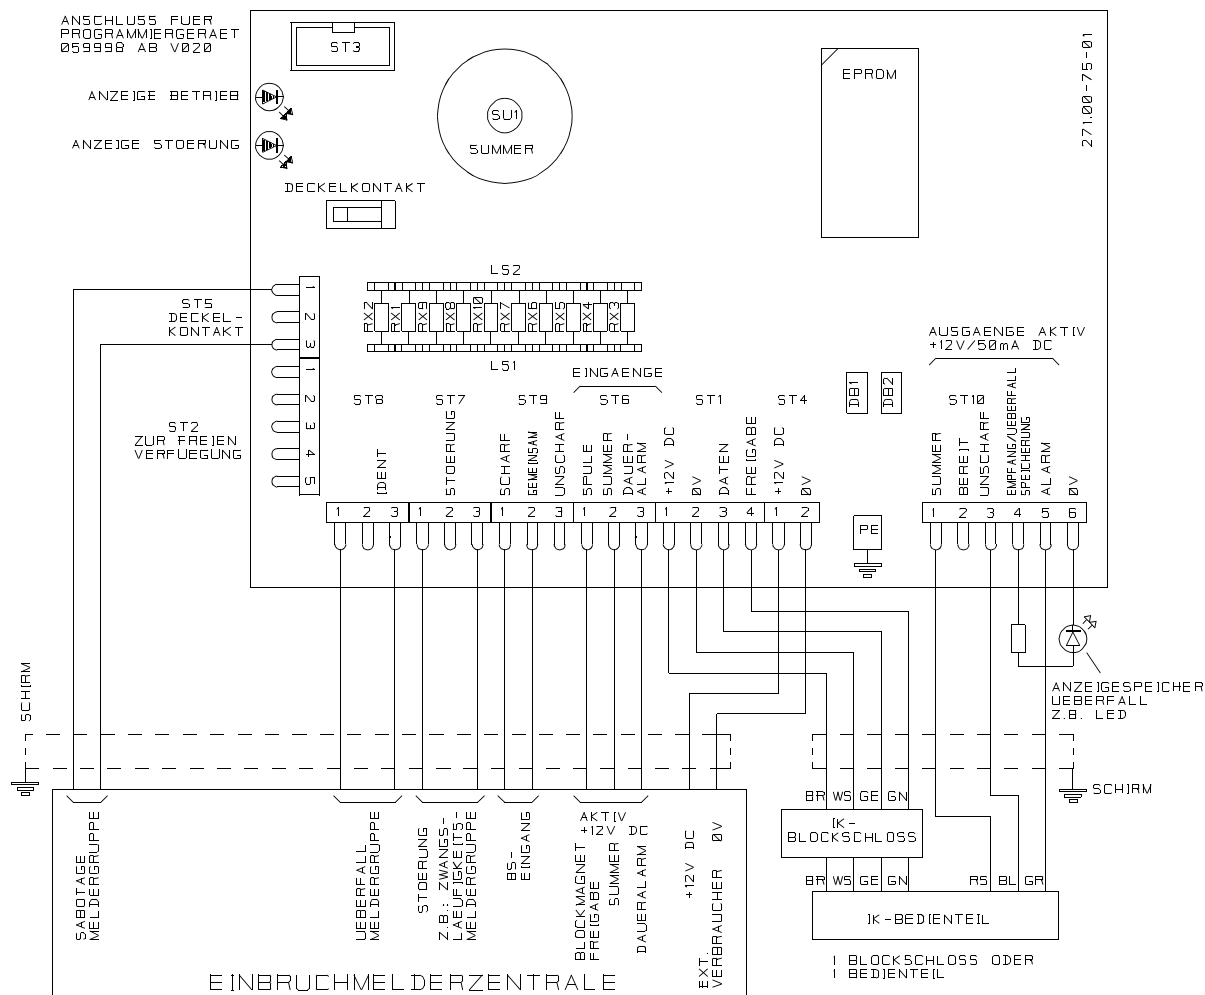 ANSCHLUSS FUER
PROGRAMMIERGERAET
059998 AB V020
ST3
EPROM
271.00-75-01
ANZEIGE BETRIEB
SU1
SUMMER
ANZEIGE STOERUNG
DECKELKONTAKT
LS2
RX2 RX1 RX9 RX8 RX10 RX7 RX6 RX5 RX4 RX3
LS1
1
2
3
ST5
DECKEL-
KONTAKT
1
2
3
4
5
ST2
ZUR FREIEN
VERFUEGUNG
EINGAENGE
AUSGAENGE AKTIV
+12V/50mA DC
DB1
DB2
ST8
ST7
ST9
ST6
ST1
ST4
ST10
IDENT
STOERUNG
SCHARF
GEMEINSAM
UNSCHARF
SPULE
SUMMER
DAUER-
ALARM
+12V DC
0V
DATEN
FREIGABE
+12V DC
0V
SUMMER
BEREIT
UNSCHARF
EMPFANG/UEBERFALL
SPEICHERUNG
ALARM
0V
1 2 3 1 2 3 1 2 3 1 2 3 1 2 3 4 1 2
1 2 3 4 5 6
PE
ANZEIGESPEICHER
UEBERFALL
Z.B. LED
SCHIRM
SCHIRM
BR WS GE GN
IK-
BLOCKSCHLOSS
BR WS GE GN
RS BL GR
IK-BEDIENTEIL
1 BLOCKSCHLOSS ODER
1 BEDIENTEIL
SABOTAGE
MELDERGRUPPE
UEBERFALL
MELDERGRUPPE
STOERUNG
Z.B.: ZWANGS-
LAEUFIGKEITS-
MELDERGRUPPE
BS-
EINGANG
AKTIV
+12V DC
BLOCKMAGNET
FREIGABE
SUMMER
DAUERALARM
+12V DC
0V
EXT.
VERBRAUCHER
EINBRUCHMELDERZENTRALE